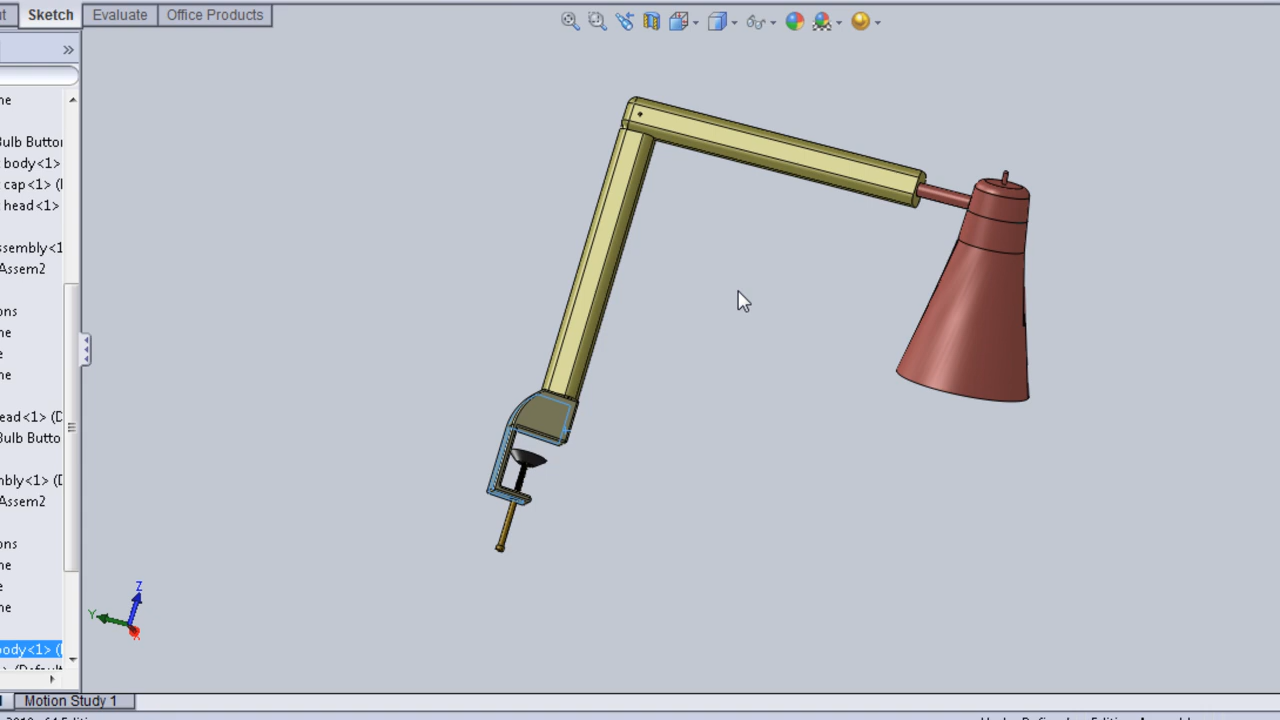 Sketch Evaluate Office Products
»
ne
Bulb Button
body<1>
cap<1> (
head<1>
ssembly<1
Assem2
ons
ne
e
ne
ead<1> (D
Bulb Butto
mbly<1> (D
Assem2
ons
ne
e
ne
body<1> (
Z
Y
X
Motion Study 1